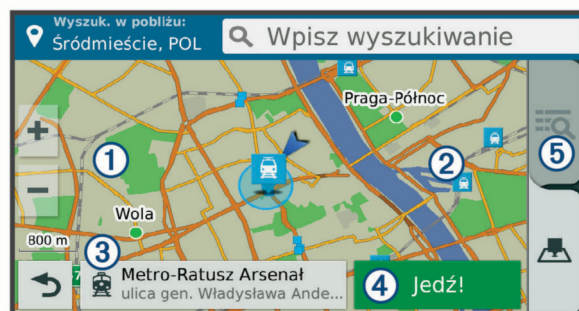 Wyszuk. w pobliżu:
Śródmieście, POL
Wpisz wyszukiwanie
Praga-Północ
1
2
5
Wola
800 m
3
7
Metro-Ratusz Arsenał
ulica gen. Władysława Ande...
4
Jedź!